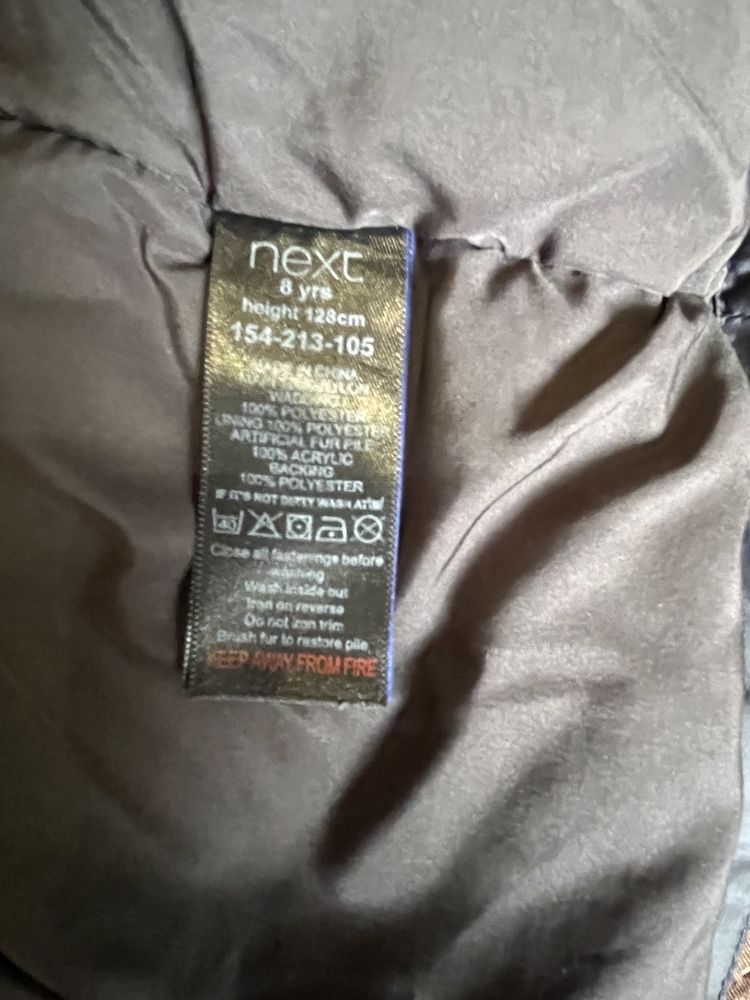 next
8 yrs
height 128cm
154-213-105
MADE IN CHINA
WADDING
100% POLYESTER
LINING 100% POLYESTER
ARTIFICIAL FUR PILE
100% ACRYLIC
BACKING
100% POLYESTER
IF IT'S NOT DIRTY WASH AT 30°
40
Close all fastenings before
washing
Wash inside out
Iron on reverse
Do not iron trim
Brush fur to restore pile
KEEP AWAY FROM FIRE